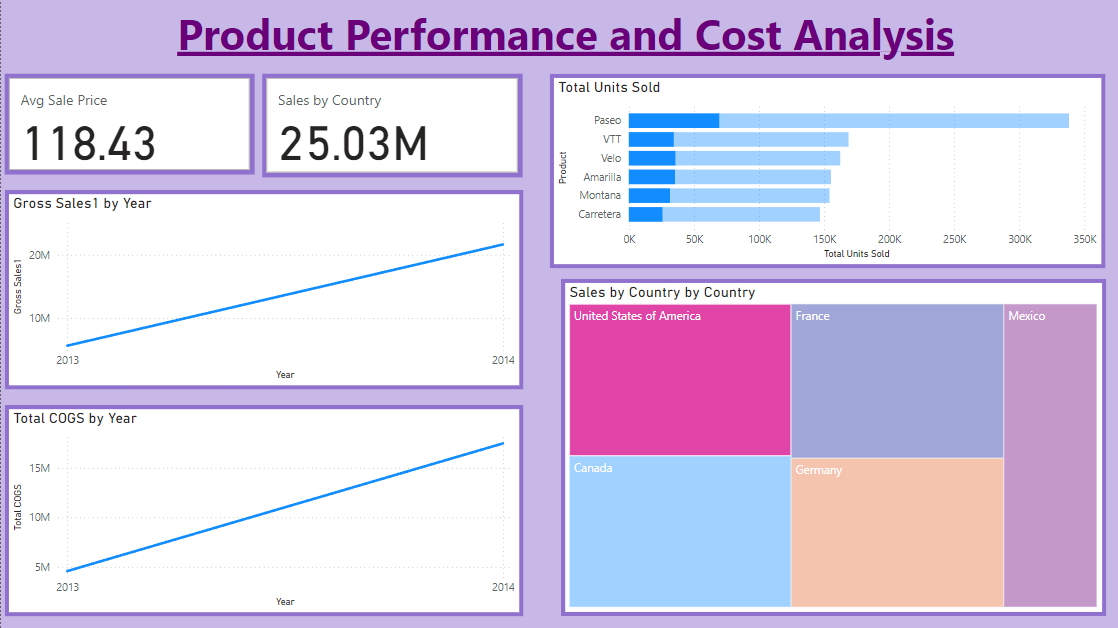 Product Performance and Cost Analysis
Avg Sale Price
118.43
Sales by Country
25.03M
Gross Sales1 by Year
Gross Sales1
20M
10M
2013
2014
Year
Total COGS by Year
Total COGS
15M
10M
5M
2013
2014
Year
Total Units Sold
Product
Paseo
VTT
Velo
Amarilla
Montana
Carretera
0K 50K 100K 150K 200K 250K 300K 350K
Total Units Sold
Sales by Country by Country
United States of America
France
Mexico
Canada
Germany